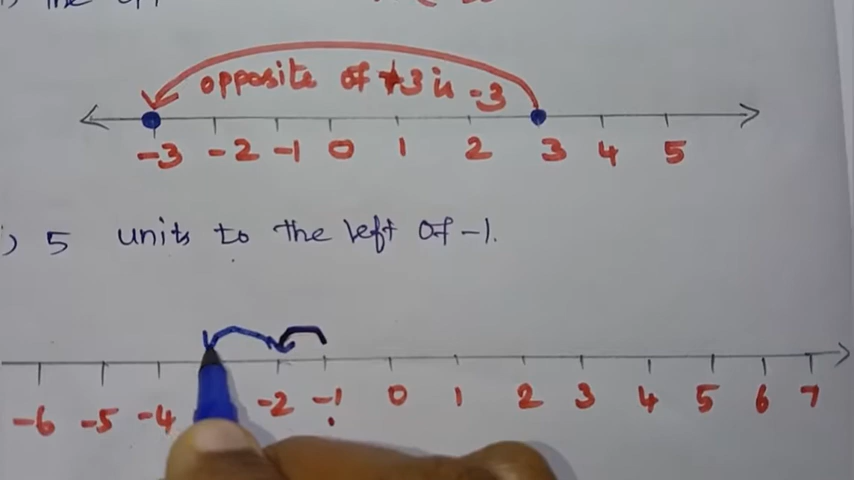 opposite of +3 is -3
-3 -2 -1 0 1 2 3 4 5
) 5 units to the left of -1.
-6 -5 -4 -2 -1 0 1 2 3 4 5 6 7